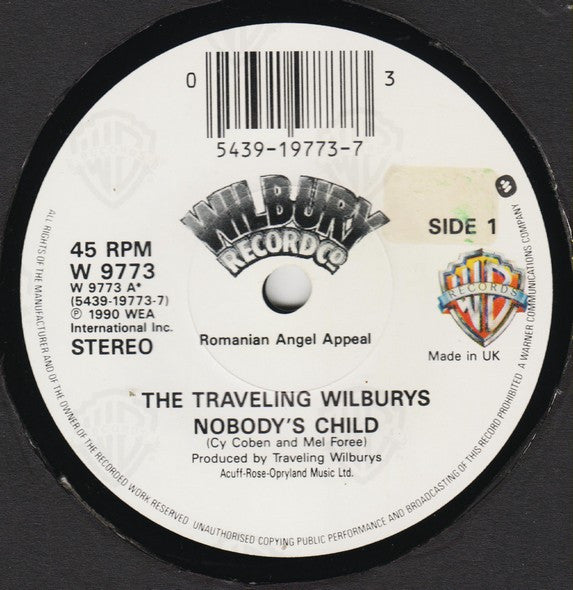 0 3
5439-19773-7
WILBURY
RECORD CO.
SIDE 1
45 RPM
W 9773
W 9773 A*
(5439-19773-7)
℗ 1990 WEA
International Inc.
STEREO
RECORDS
Made in UK
Romanian Angel Appeal
THE TRAVELING WILBURYS
NOBODY'S CHILD
(Cy Coben and Mel Foree)
Produced by Traveling Wilburys
Acuff-Rose-Opryland Music Ltd.
ALL RIGHTS OF THE MANUFACTURER AND OF THE OWNER OF THE RECORDED WORK RESERVED. UNAUTHORISED COPYING PUBLIC PERFORMANCE AND BROADCASTING OF THIS RECORD PROHIBITED. A WARNER COMMUNICATIONS COMPANY